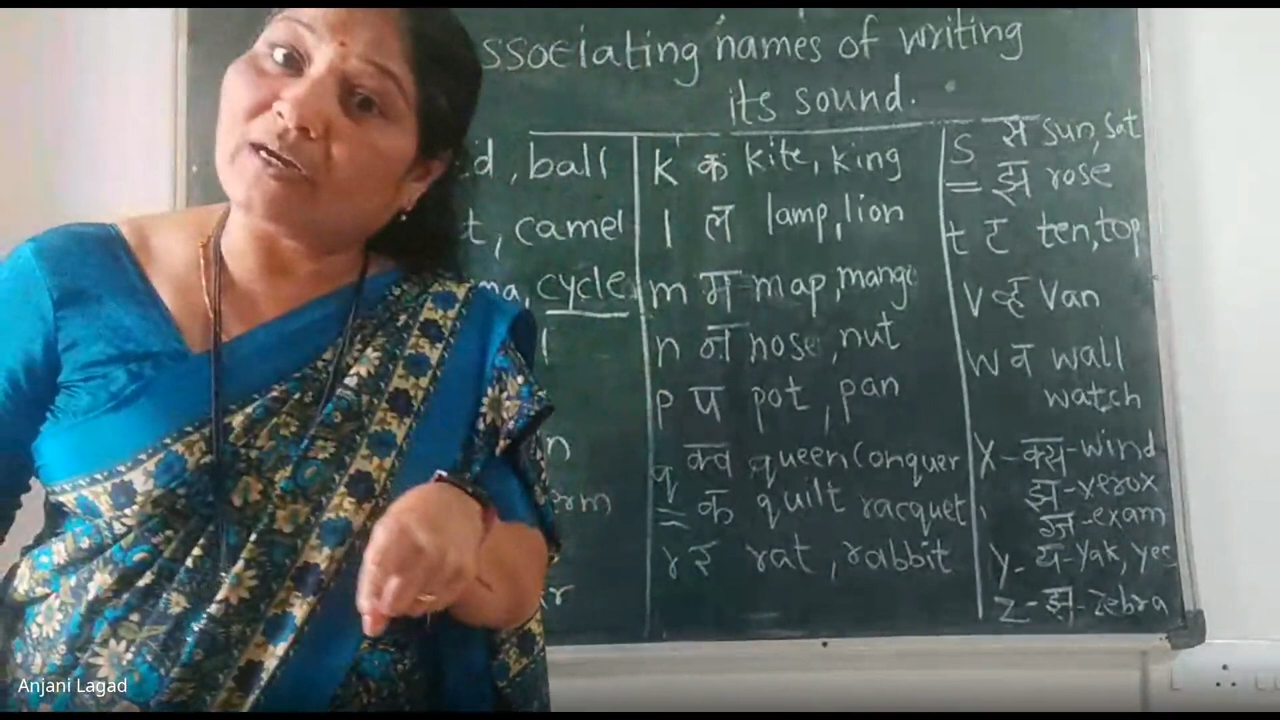 ssociating names of writing
its sound.
d, ball
t, camel
ma, cycle
k क kite, king
l ल lamp, lion
m म map, mango
n न nose, nut
p प pot, pan
q क्व queen conquer
क quilt racquet
r र rat, rabbit
S स sun, sat
झ rose
t ट ten, top
V व्ह Van
W व wall
watch
X - क्स - wind
झ - xerox
ग्ज - exam
y - य - yak, yes
z - झ - zebra
Anjani Lagad